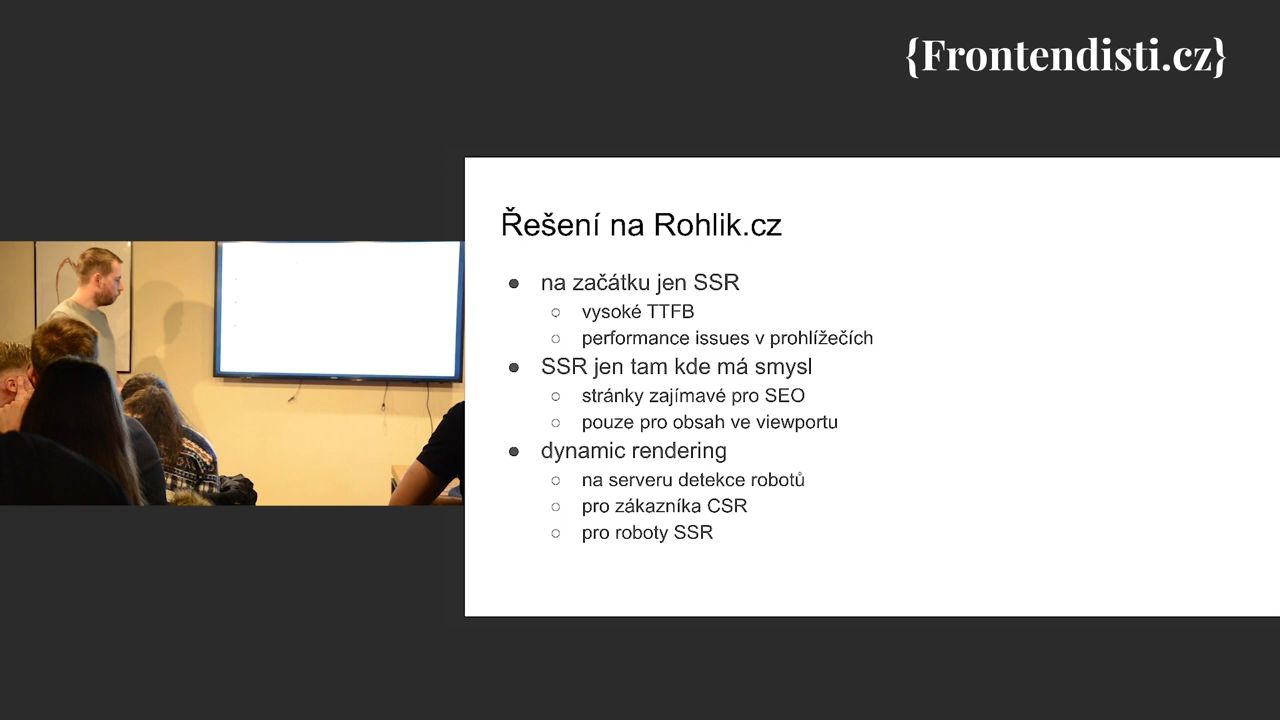 {Frontendisti.cz}
Řešení na Rohlik.cz
● na začátku jen SSR
○ vysoké TTFB
○ performance issues v prohlížečích
● SSR jen tam kde má smysl
○ stránky zajímavé pro SEO
○ pouze pro obsah ve viewportu
● dynamic rendering
○ na serveru detekce robotů
○ pro zákazníka CSR
○ pro roboty SSR